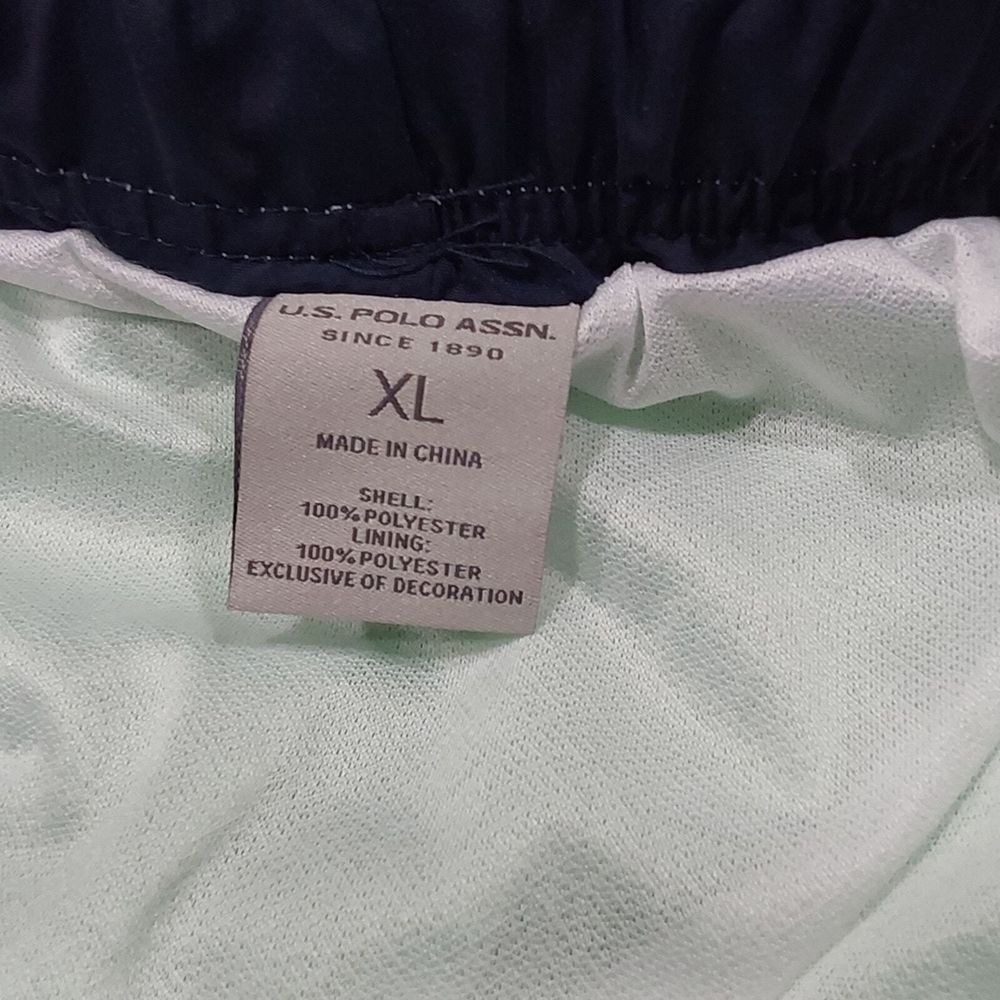 U.S. POLO ASSN.
SINCE 1890
XL
MADE IN CHINA
SHELL:
100% POLYESTER
LINING:
100% POLYESTER
EXCLUSIVE OF DECORATION